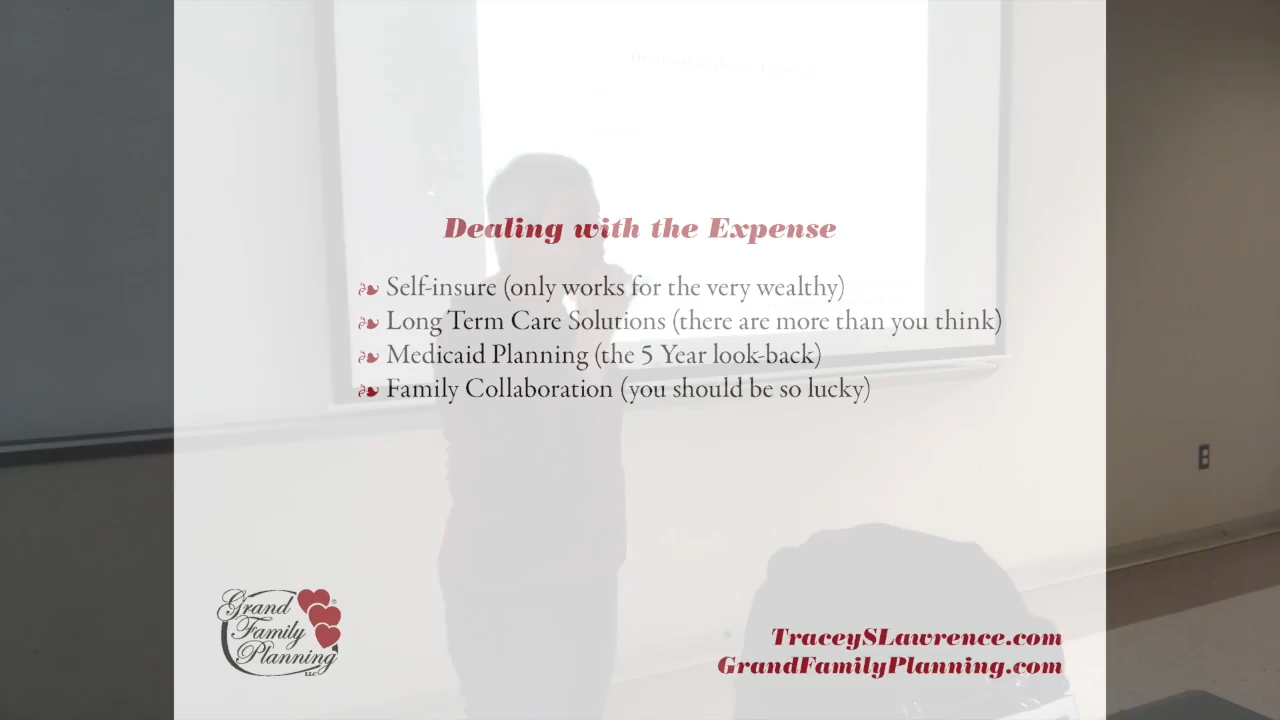 Dealing with the Expense
Self-insure (only works for the very wealthy)
Long Term Care Solutions (there are more than you think)
Medicaid Planning (the 5 Year look-back)
Family Collaboration (you should be so lucky)
Grand
Family
Planning
LLC
TraceySLawrence.com
GrandFamilyPlanning.com